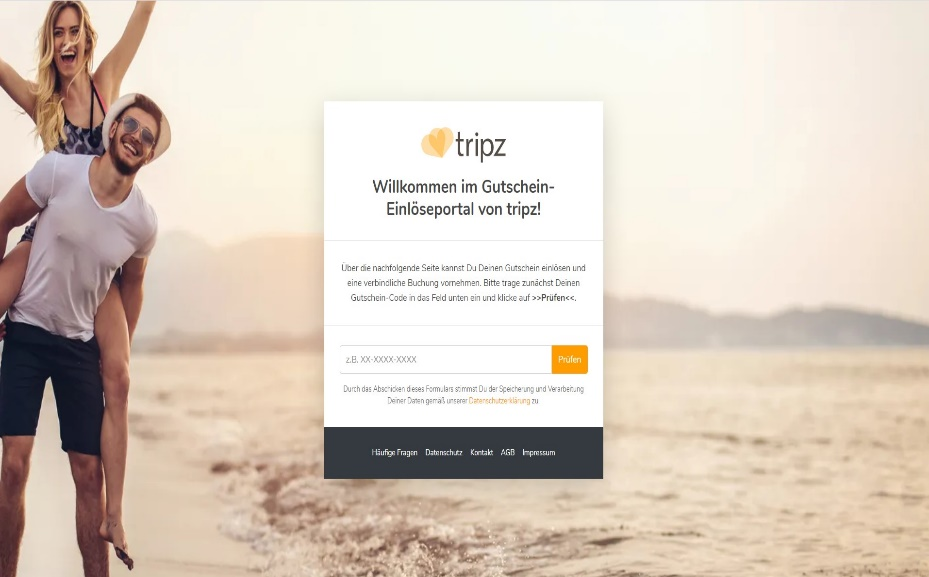 tripz
Willkommen im Gutschein-
Einlöseportal von tripz!
Über die nachfolgende Seite kannst Du Deinen Gutschein einlösen und
eine verbindliche Buchung vornehmen. Bitte trage zunächst Deinen
Gutschein-Code in das Feld unten ein und klicke auf >>Prüfen<<.
z.B. XX-XXXX-XXXX
Prüfen
Durch das Abschicken dieses Formulars stimmst Du der Speicherung und Verarbeitung
Deiner Daten gemäß unserer Datenschutzerklärung zu.
Häufige Fragen Datenschutz Kontakt AGB Impressum